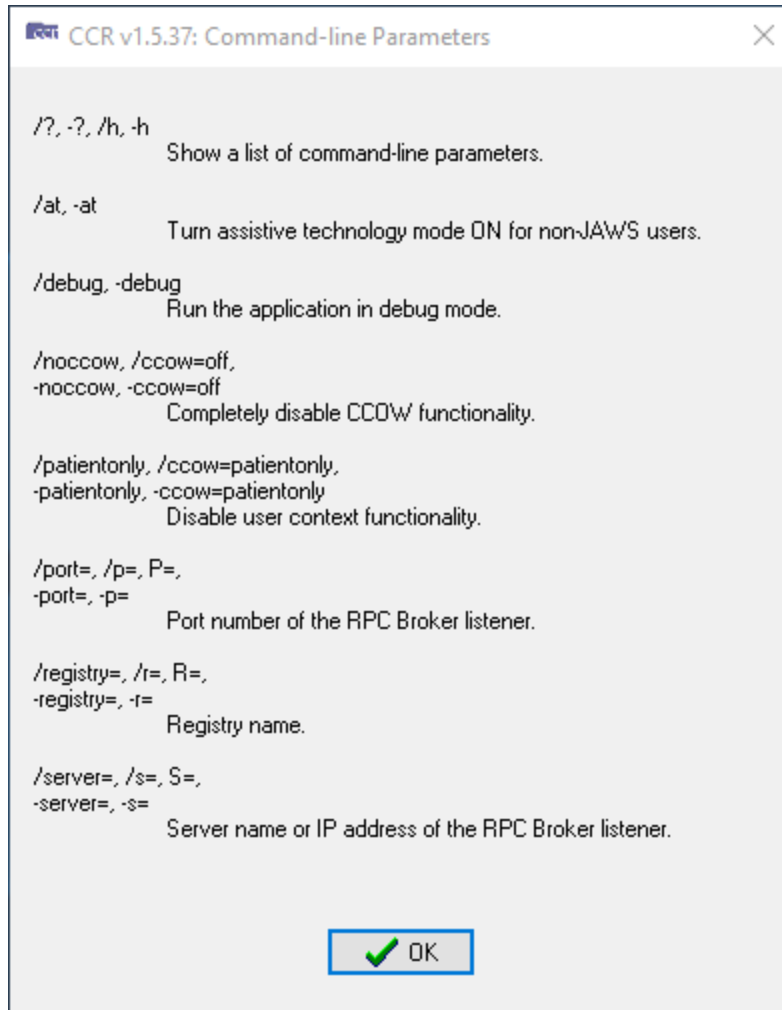 CCR CCR v1.5.37: Command-line Parameters
/?, -?, /h, -h
Show a list of command-line parameters.
/at, -at
Turn assistive technology mode ON for non-JAWS users.
/debug, -debug
Run the application in debug mode.
/noccow, /ccow=off,
-noccow, -ccow=off
Completely disable CCOW functionality.
/patientonly, /ccow=patientonly,
-patientonly, -ccow=patientonly
Disable user context functionality.
/port=, /p=, P=,
-port=, -p=
Port number of the RPC Broker listener.
/registry=, /r=, R=,
-registry=, -r=
Registry name.
/server=, /s=, S=,
-server=, -s=
Server name or IP address of the RPC Broker listener.
OK